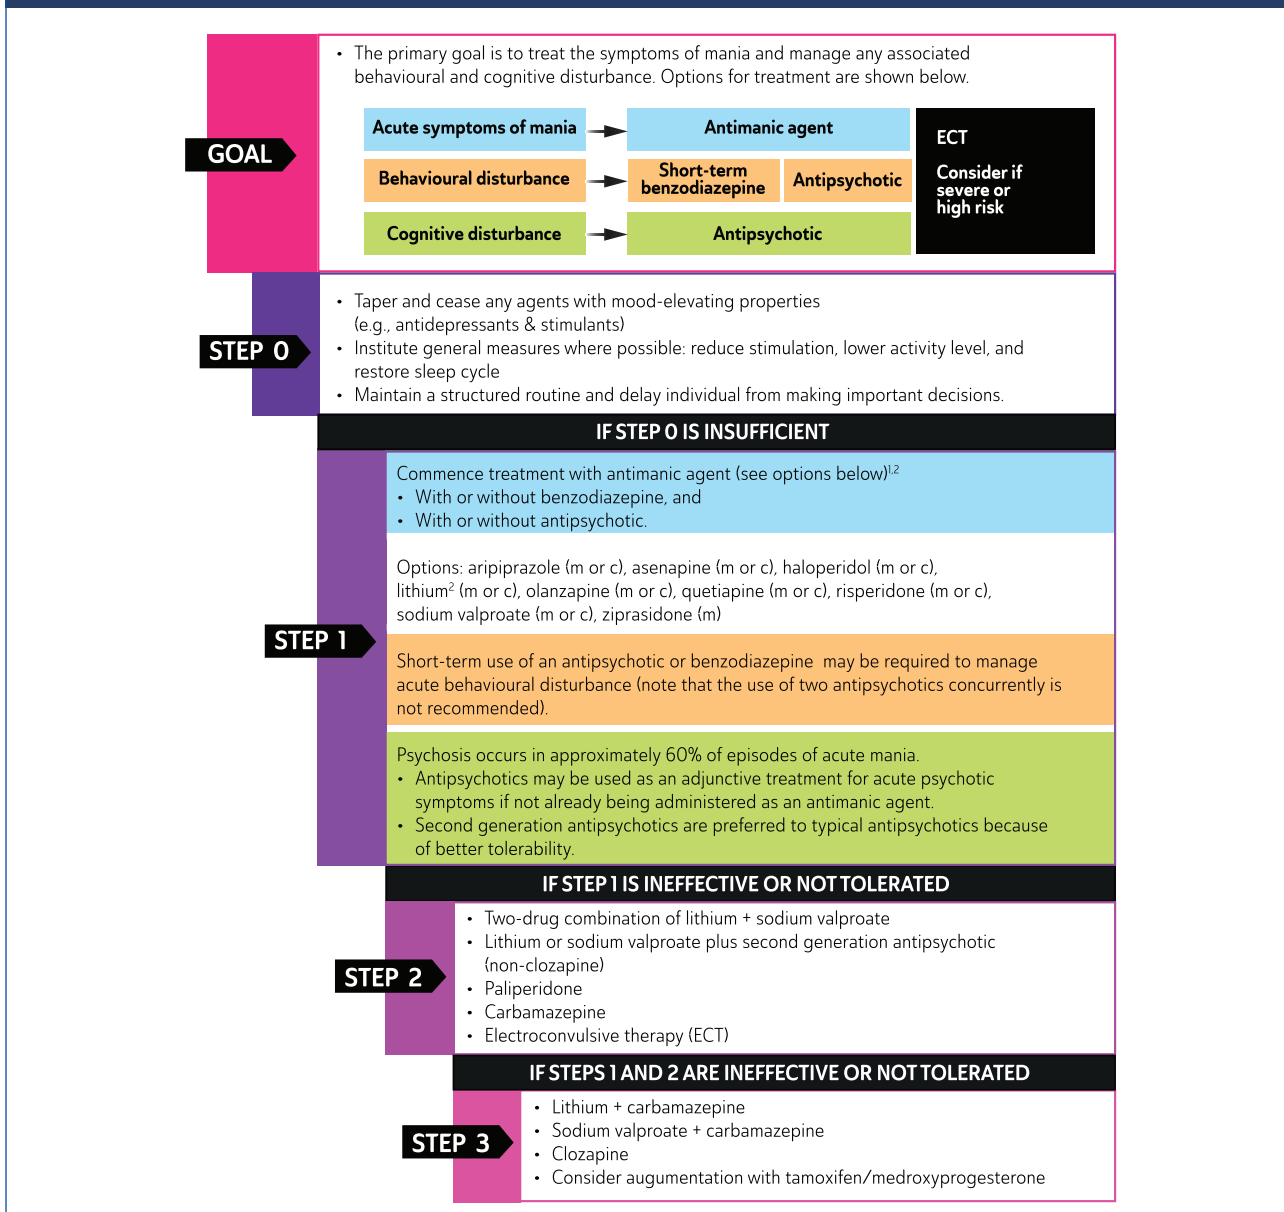 • The primary goal is to treat the symptoms of mania and manage any associated
behavioural and cognitive disturbance. Options for treatment are shown below.
GOAL
Acute symptoms of mania
Antimanic agent
Behavioural disturbance
Short-term
benzodiazepine
Antipsychotic
Cognitive disturbance
Antipsychotic
ECT
Consider if
severe or
high risk
STEP 0
• Taper and cease any agents with mood-elevating properties
(e.g., antidepressants & stimulants)
• Institute general measures where possible: reduce stimulation, lower activity level, and
restore sleep cycle
• Maintain a structured routine and delay individual from making important decisions.
IF STEP 0 IS INSUFFICIENT
STEP 1
Commence treatment with antimanic agent (see options below)1,2
• With or without benzodiazepine, and
• With or without antipsychotic.
Options: aripiprazole (m or c), asenapine (m or c), haloperidol (m or c),
lithium2 (m or c), olanzapine (m or c), quetiapine (m or c), risperidone (m or c),
sodium valproate (m or c), ziprasidone (m)
Short-term use of an antipsychotic or benzodiazepine may be required to manage
acute behavioural disturbance (note that the use of two antipsychotics concurrently is
not recommended).
Psychosis occurs in approximately 60% of episodes of acute mania.
• Antipsychotics may be used as an adjunctive treatment for acute psychotic
symptoms if not already being administered as an antimanic agent.
• Second generation antipsychotics are preferred to typical antipsychotics because
of better tolerability.
IF STEP 1 IS INEFFECTIVE OR NOT TOLERATED
STEP 2
• Two-drug combination of lithium + sodium valproate
• Lithium or sodium valproate plus second generation antipsychotic
(non-clozapine)
• Paliperidone
• Carbamazepine
• Electroconvulsive therapy (ECT)
IF STEPS 1 AND 2 ARE INEFFECTIVE OR NOT TOLERATED
STEP 3
• Lithium + carbamazepine
• Sodium valproate + carbamazepine
• Clozapine
• Consider augumentation with tamoxifen/medroxyprogesterone